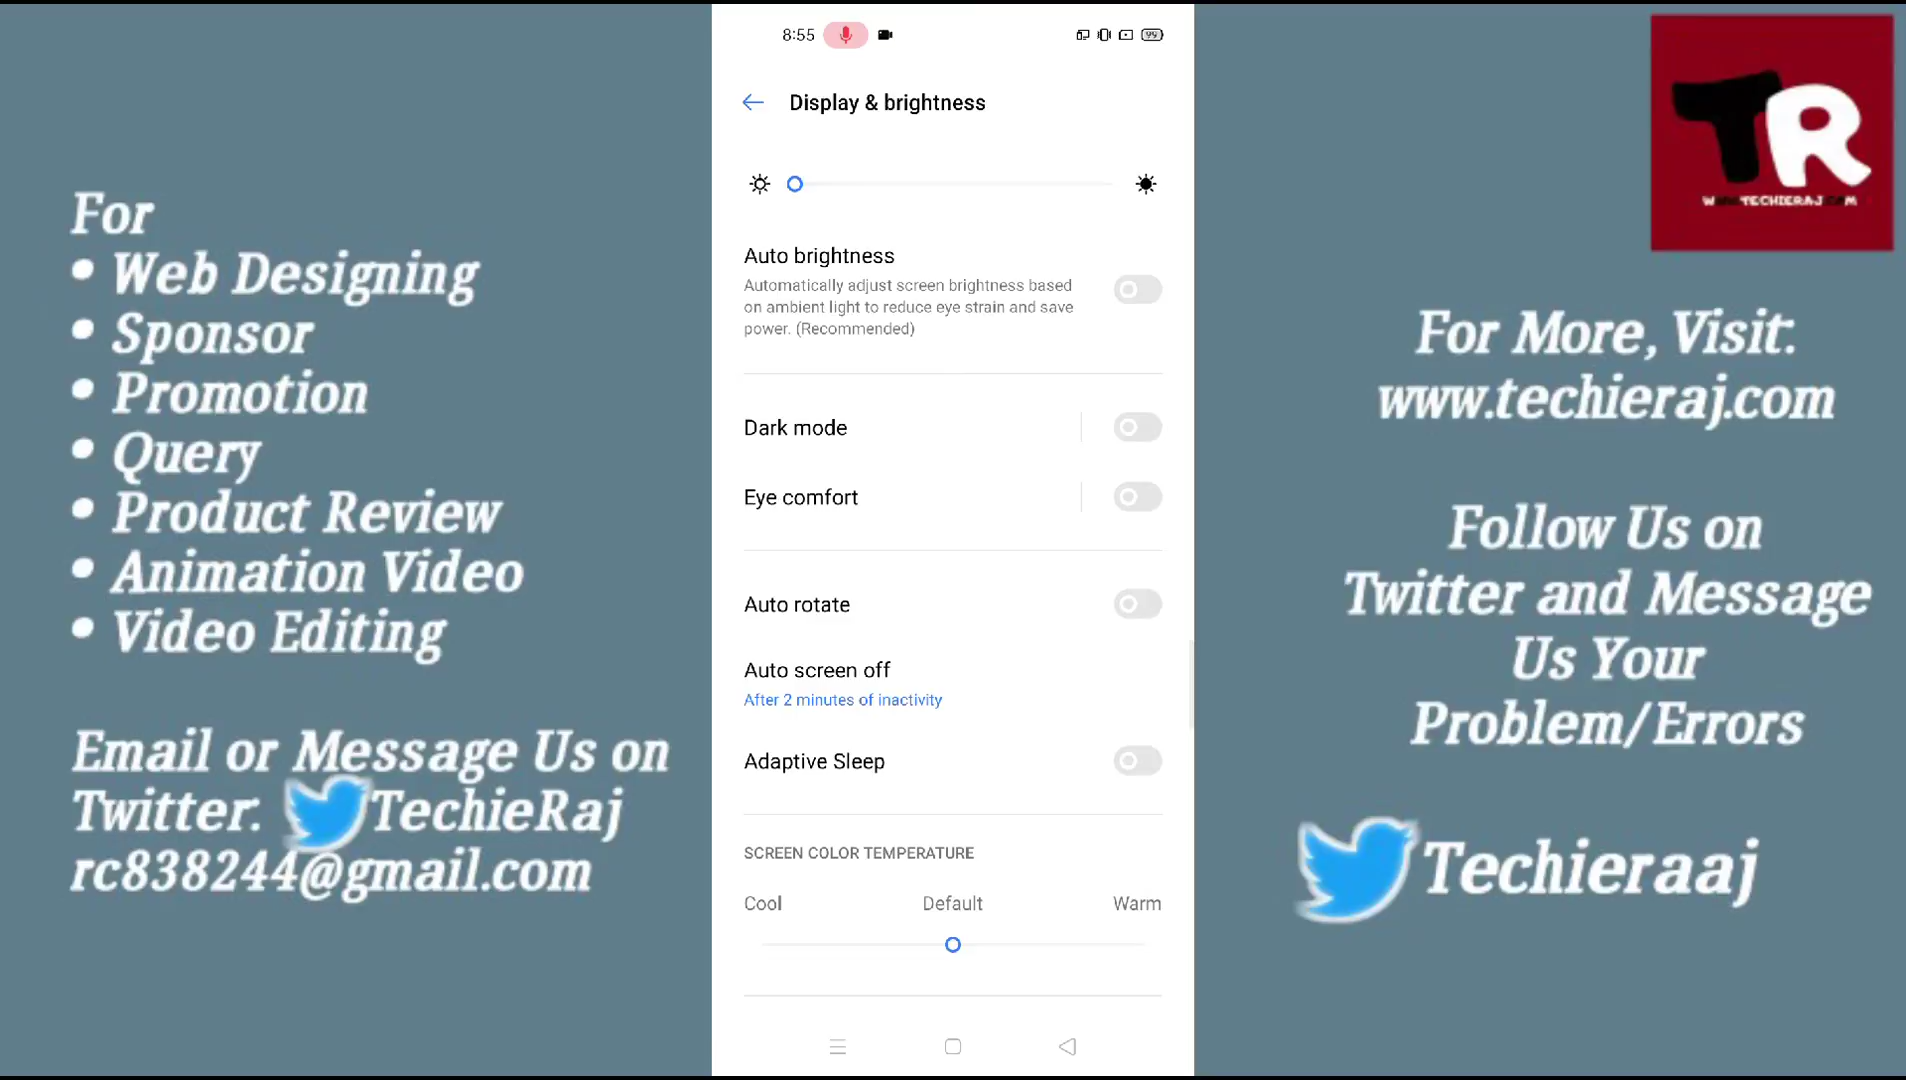 For
• Web Designing
• Sponsor
• Promotion
• Query
• Product Review
• Animation Video
• Video Editing
Email or Message Us on
Twitter: TechieRaj
rc838244@gmail.com
8:55
99
Display & brightness
Auto brightness
Automatically adjust screen brightness based
on ambient light to reduce eye strain and save
power. (Recommended)
Dark mode
Eye comfort
Auto rotate
Auto screen off
After 2 minutes of inactivity
Adaptive Sleep
SCREEN COLOR TEMPERATURE
Cool Default Warm
TR
WWW.TECHIERAJ.COM
For More, Visit:
www.techieraj.com
Follow Us on
Twitter and Message
Us Your
Problem/Errors
Techieraaj